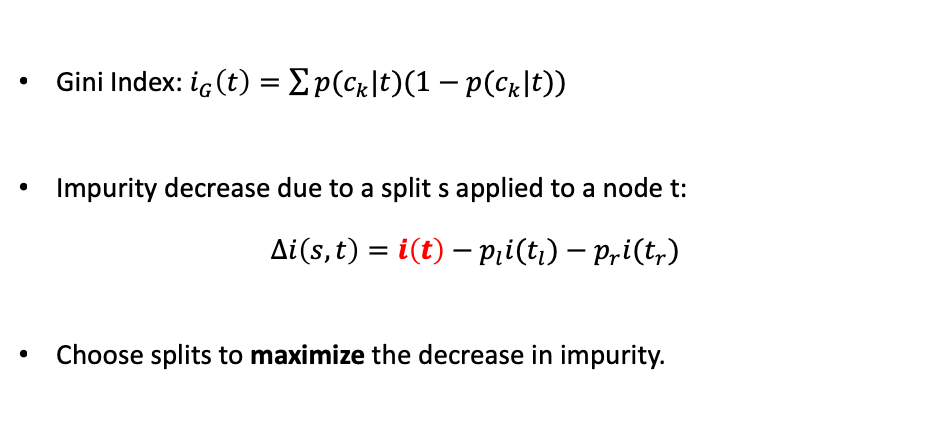 • Gini Index: i_G(t) = ∑ p(c_k|t)(1 − p(c_k|t))
• Impurity decrease due to a split s applied to a node t:
Δi(s, t) = i(t) − p_l i(t_l) − p_r i(t_r)
• Choose splits to maximize the decrease in impurity.